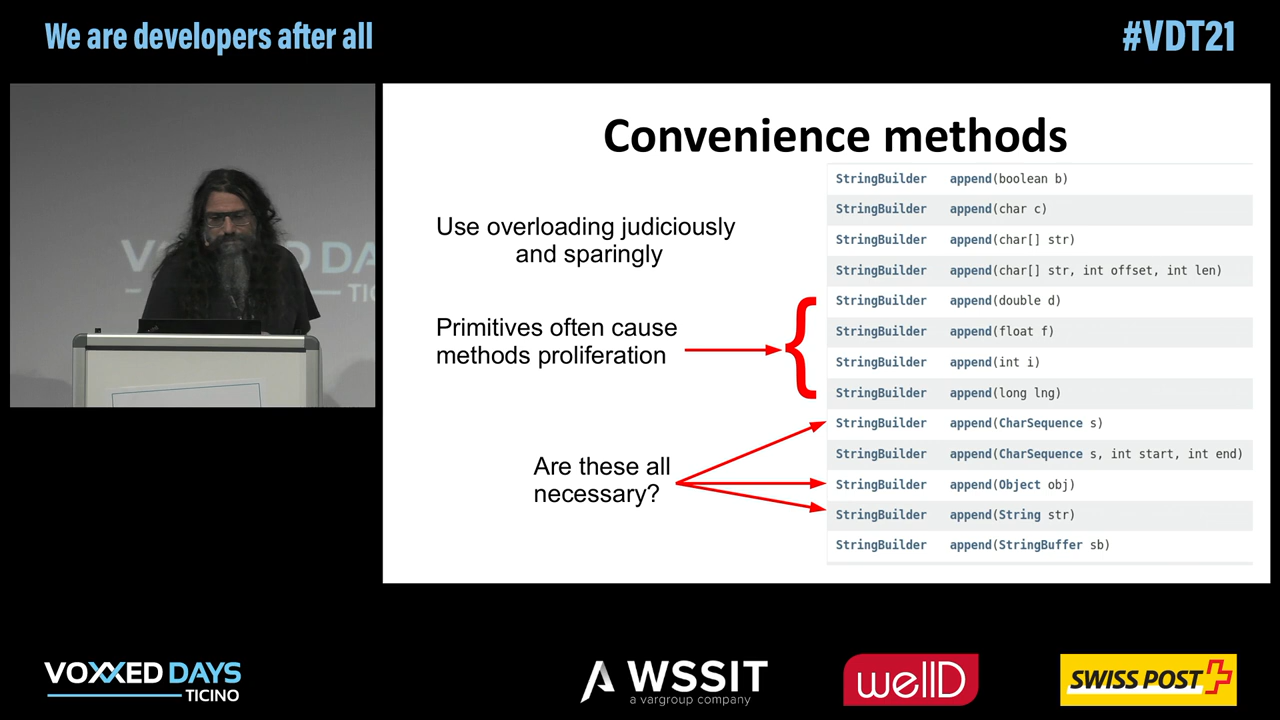 We are developers after all
#VDT21
VOXXED DA
TIC
Convenience methods
Use overloading judiciously
and sparingly
Primitives often cause
methods proliferation
Are these all
necessary?
StringBuilder append(boolean b)
StringBuilder append(char c)
StringBuilder append(char[] str)
StringBuilder append(char[] str, int offset, int len)
StringBuilder append(double d)
StringBuilder append(float f)
StringBuilder append(int i)
StringBuilder append(long lng)
StringBuilder append(CharSequence s)
StringBuilder append(CharSequence s, int start, int end)
StringBuilder append(Object obj)
StringBuilder append(String str)
StringBuilder append(StringBuffer sb)
VOXXED DAYS
TICINO
WSSIT
a vargroup company
wellD
SWISS POST